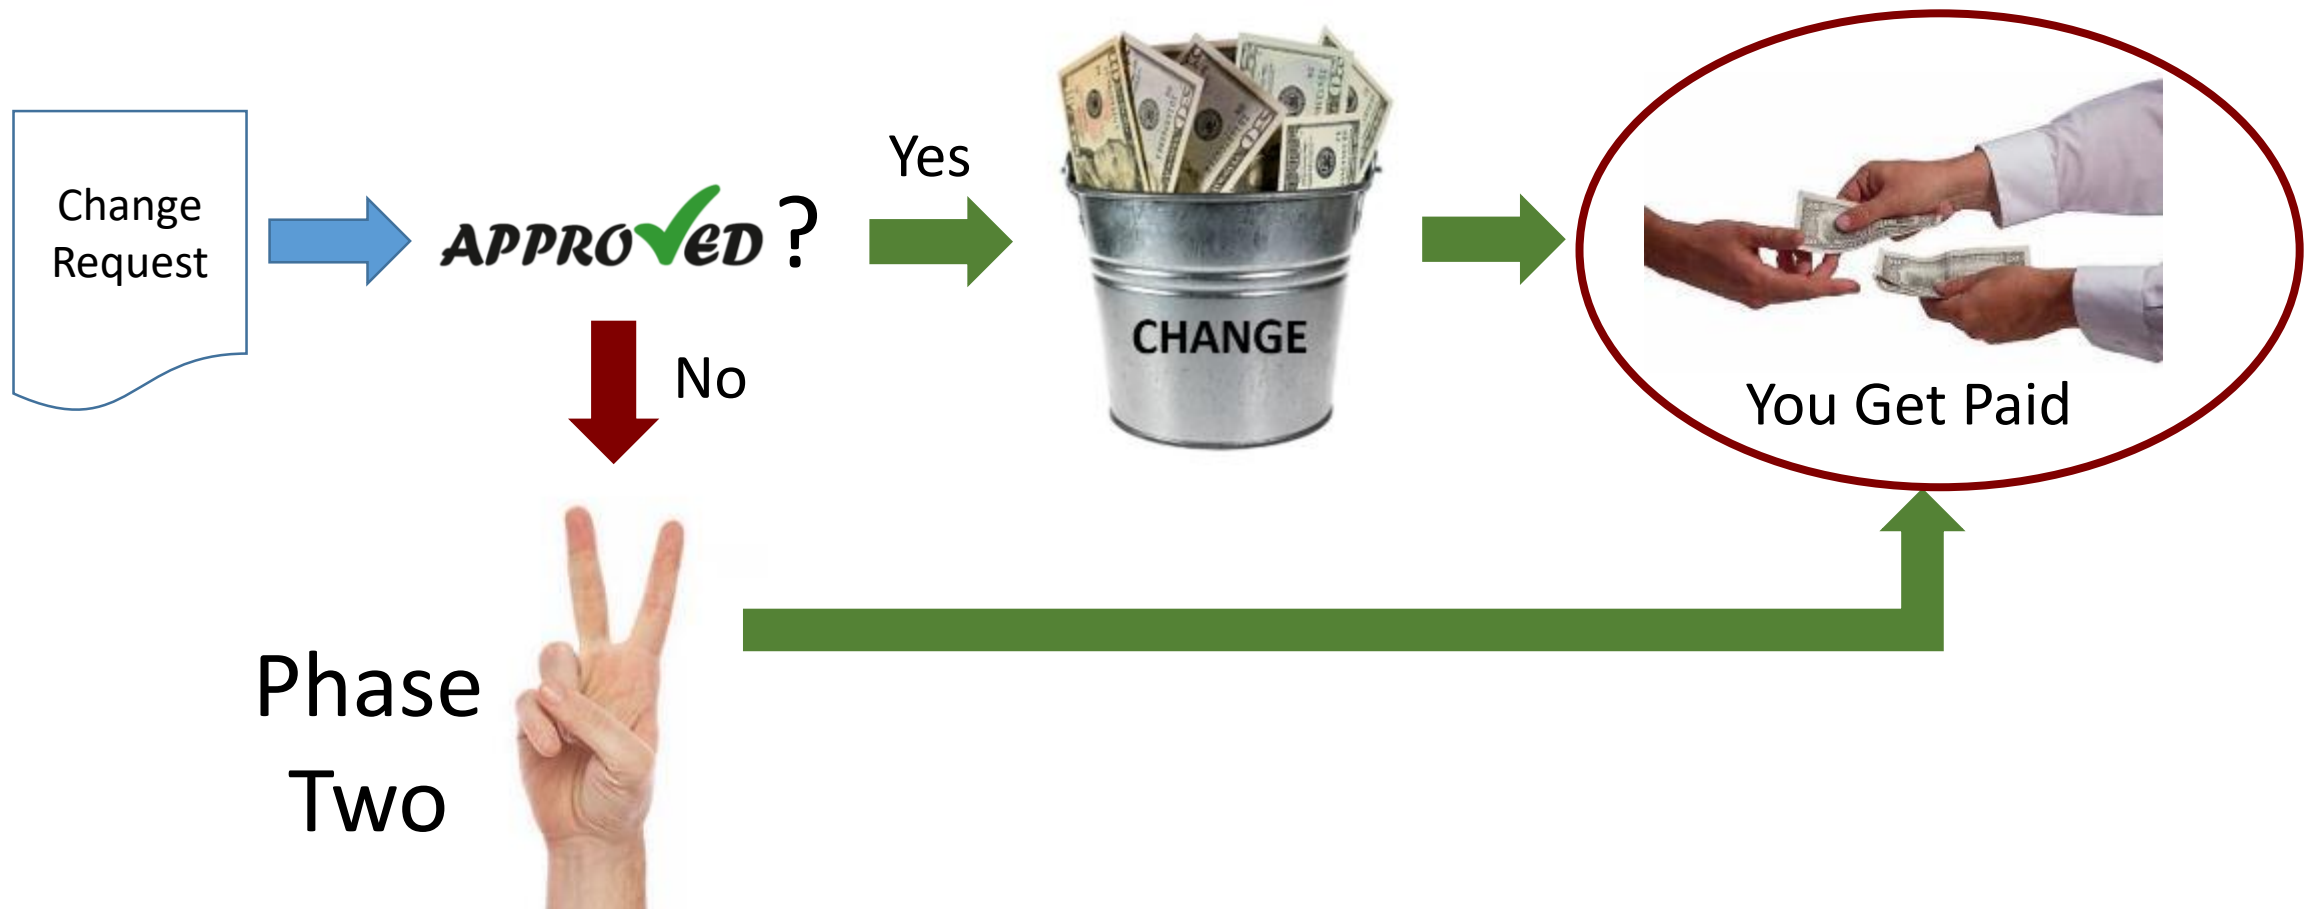 Change
Request
APPROVED ?
Yes
No
CHANGE
You Get Paid
Phase
Two